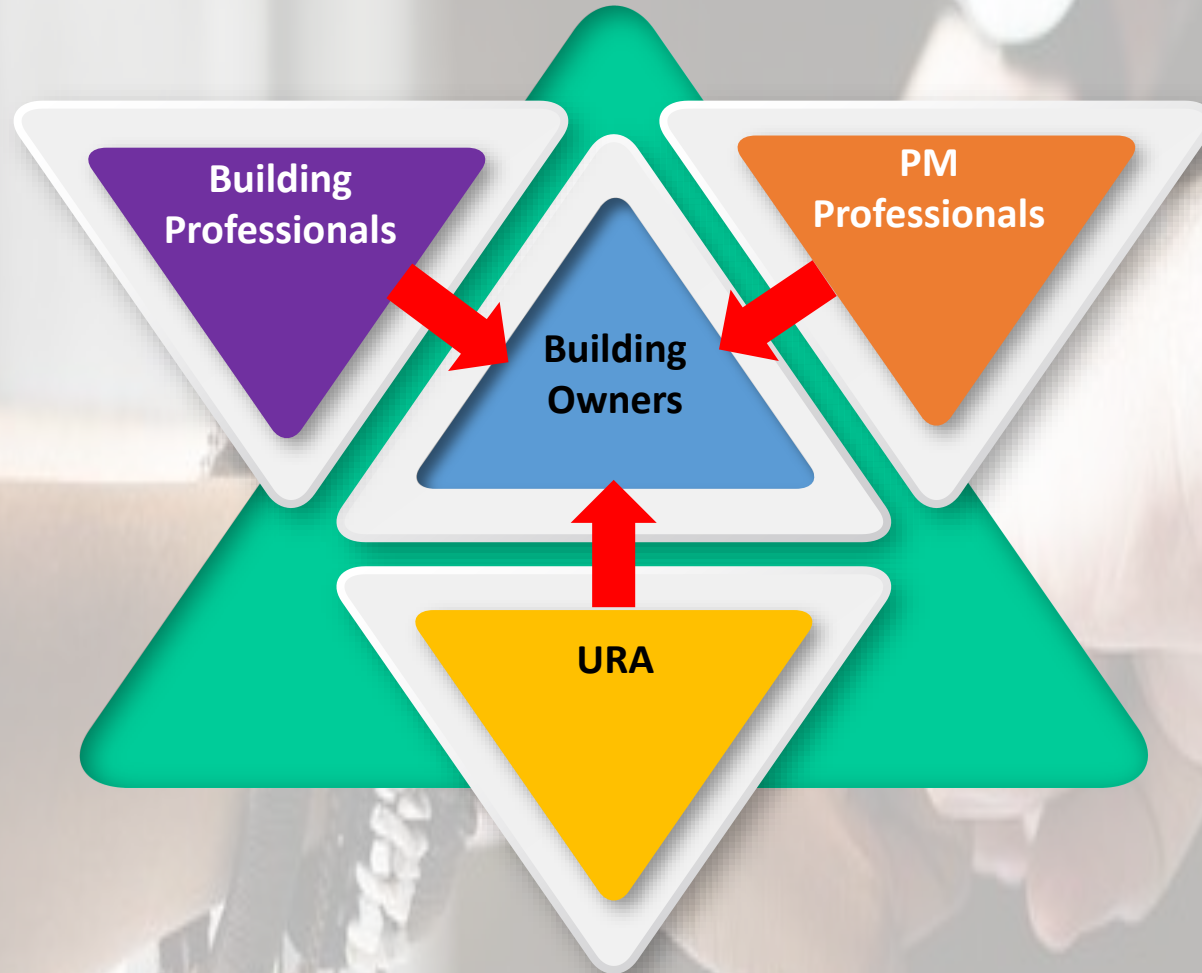 Building
Professionals
PM
Professionals
Building
Owners
URA